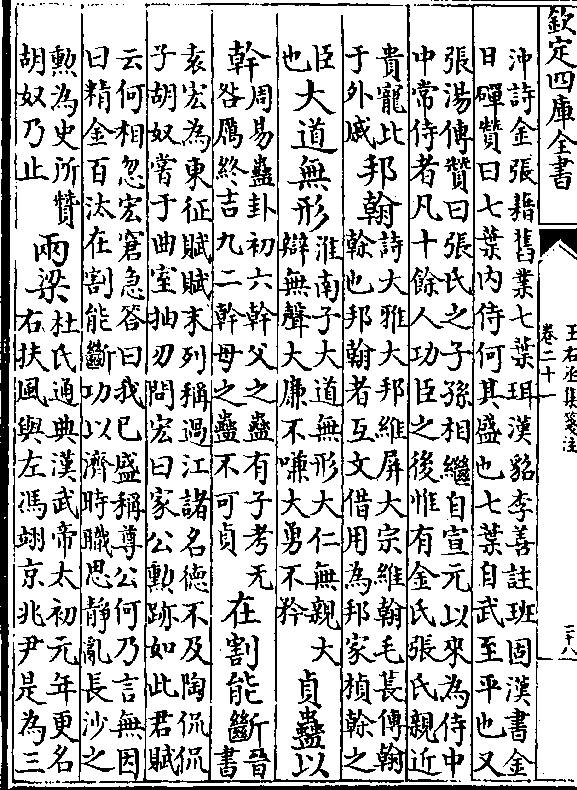 欽定四庫全書
王右丞集箋注
卷二十一
二十八
沖詩金張籍舊業七葉珥漢貂李善註班固漢書金
日磾贊曰七葉內侍何其盛也七葉自武至平也又
張湯傳贊曰張氏之子孫相繼自宣元以來為侍中
中常侍者凡十餘人功臣之後惟有金氏張氏親近
貴寵比
于外戚
邦翰
詩大雅大邦維屏大宗維翰毛萇傳翰
榦也邦翰者互文借用為邦家楨榦之
臣
也
大道無形
淮南子大道無形大仁無親大
辯無聲大廉不嗛大勇不矜
貞蠱以
幹
周易蠱卦初六幹父之蠱有子考无
咎厲終吉九二幹母之蠱不可貞
在割能斷
晉
書
袁宏為東征賦賦末列稱過江諸名德不及陶侃侃
子胡奴嘗于曲室抽刃問宏曰家公勲跡如此君賦
云何相忽宏窘急答曰我已盛稱尊公何乃言無因
曰精金百汰在割能斷功以濟時職思靜亂長沙之
勲為史所贊
胡奴乃止
兩梁
杜氏通典漢武帝太初元年更名
右扶風與左馮翊京兆尹是為三